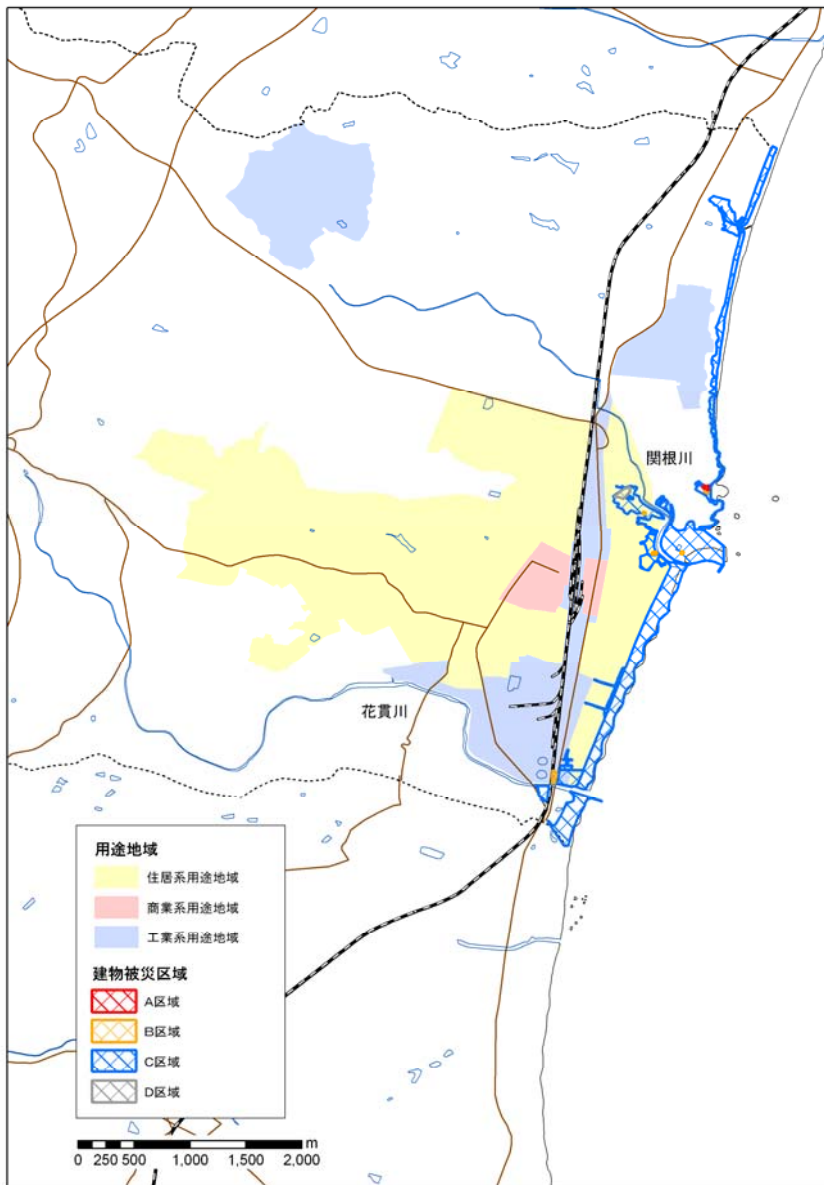 関根川
花貫川
用途地域
住居系用途地域
商業系用途地域
工業系用途地域
建物被災区域
A区域
B区域
C区域
D区域
m
0 250 500 1,000 1,500 2,000